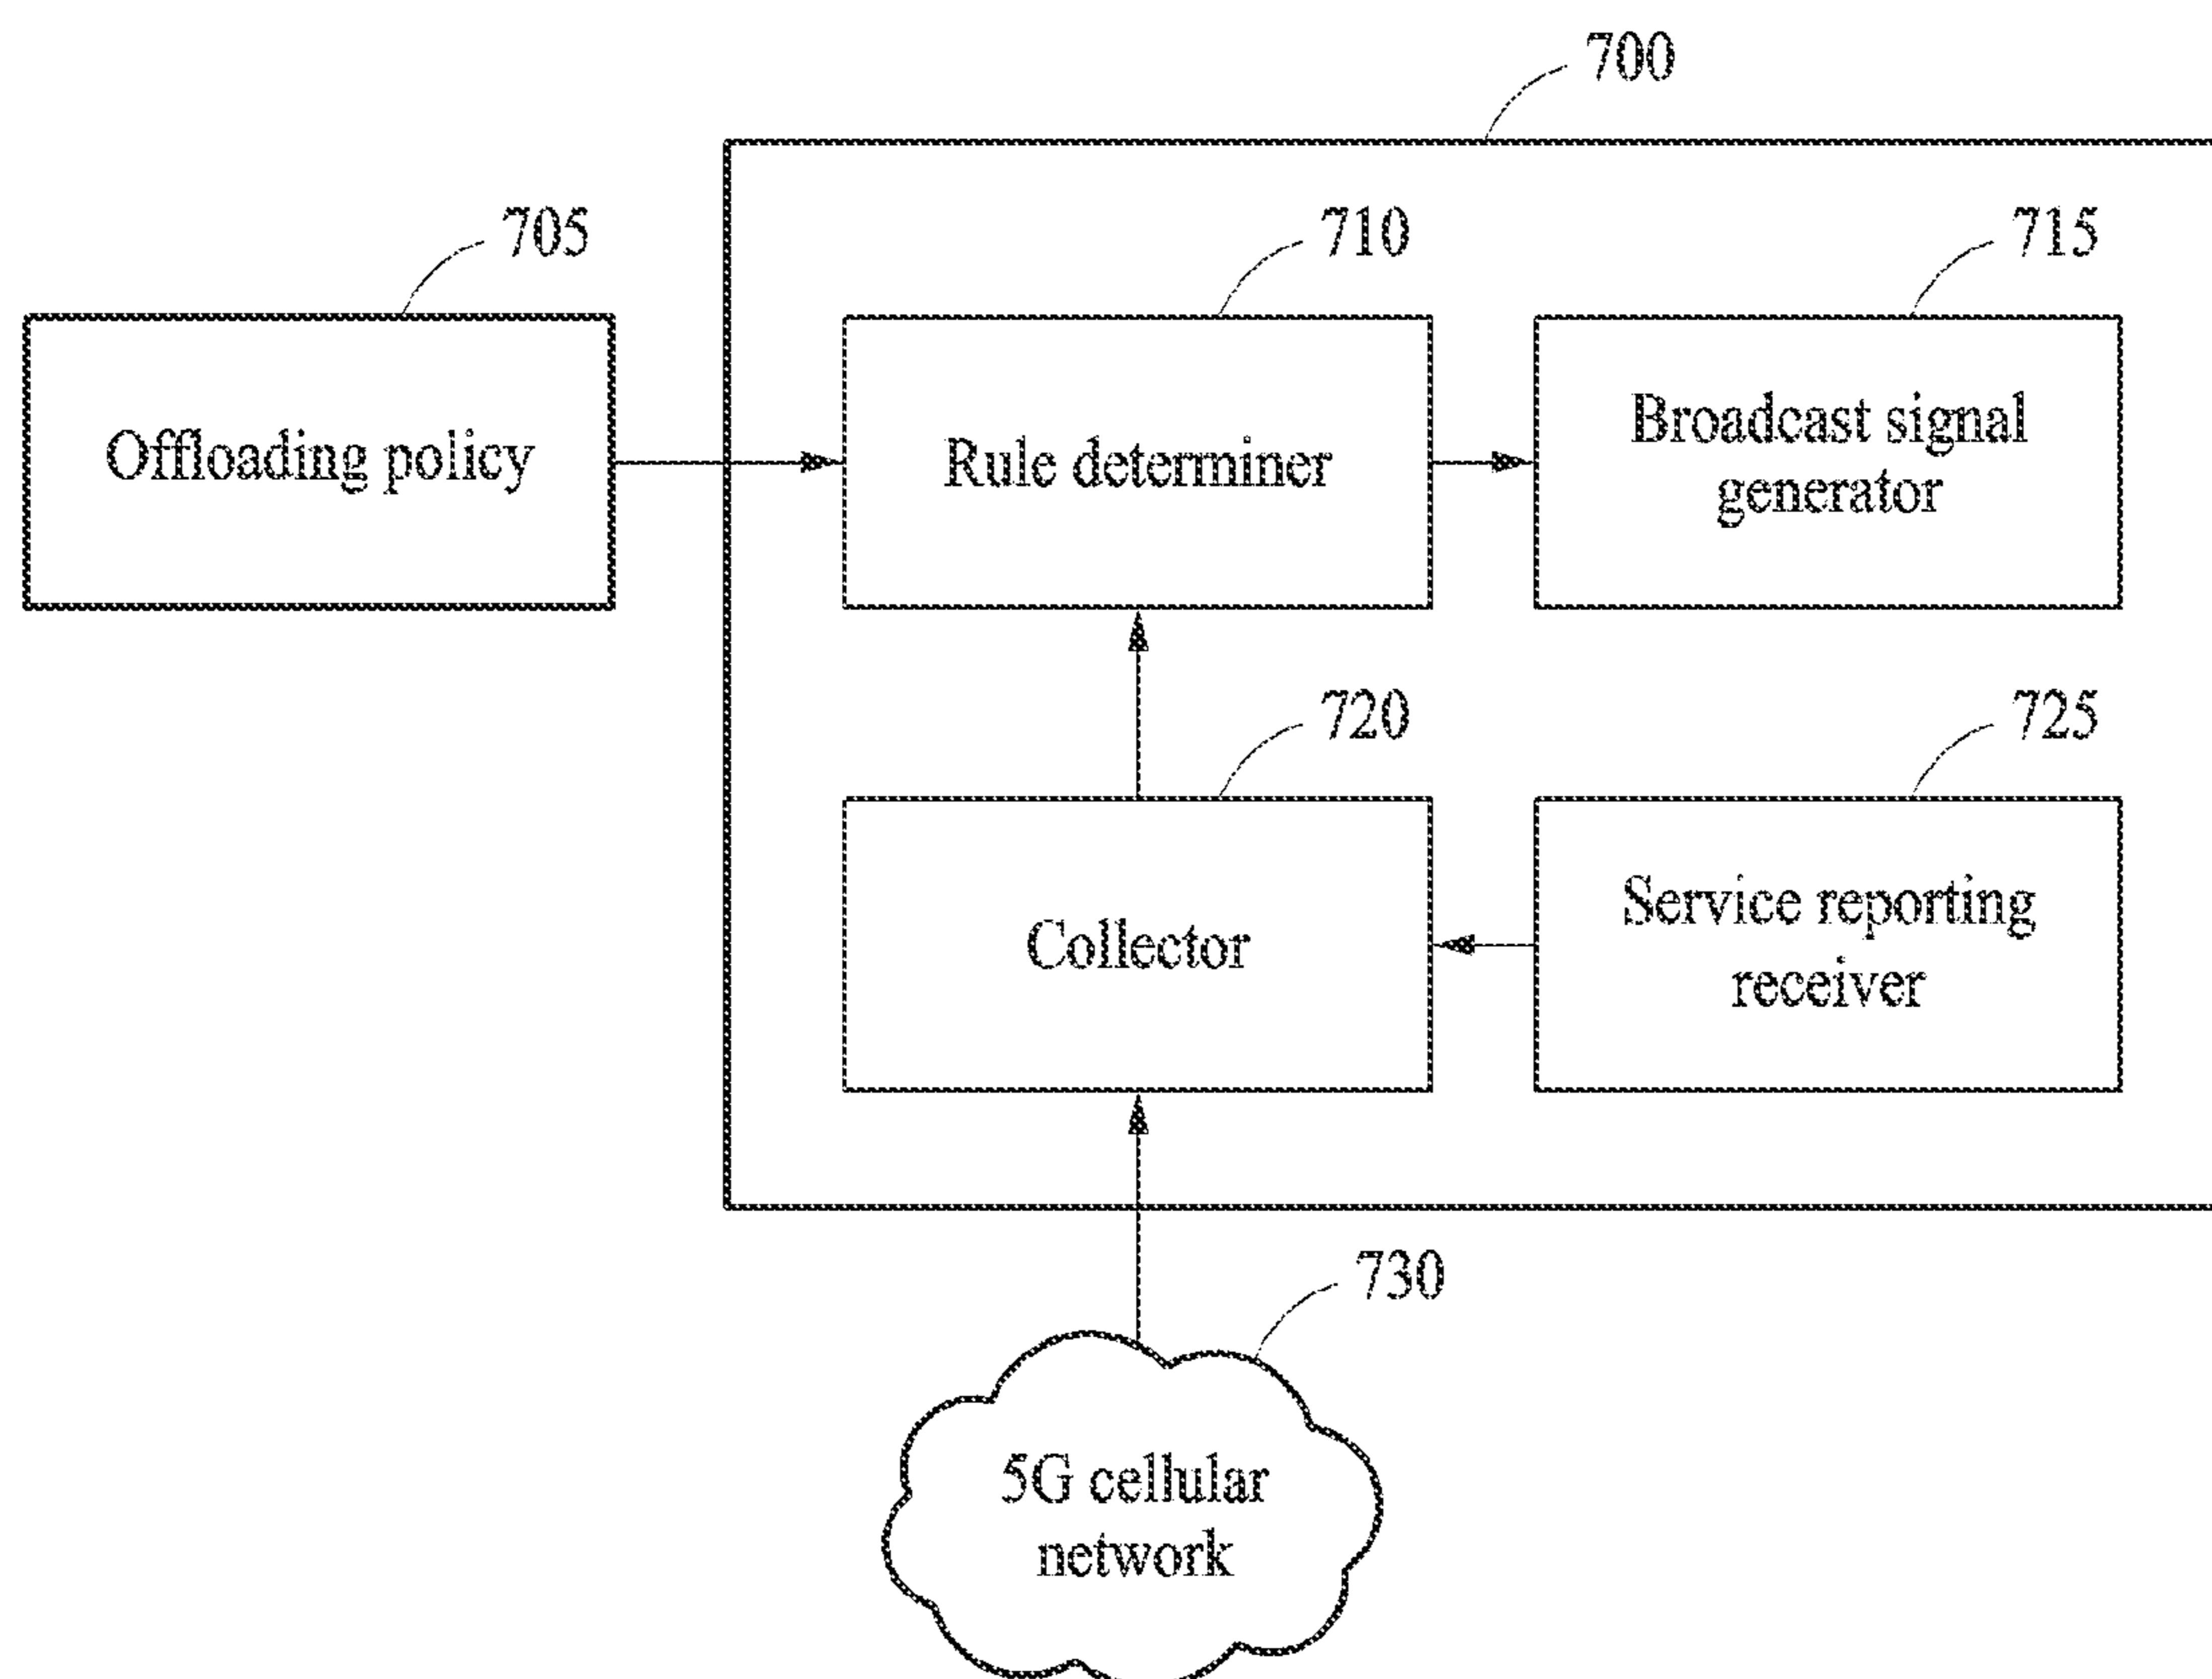 700
705
710
715
Offloading policy
Rule determiner
Broadcast signal
generator
720
725
Collector
Service reporting
receiver
730
5G cellular
network